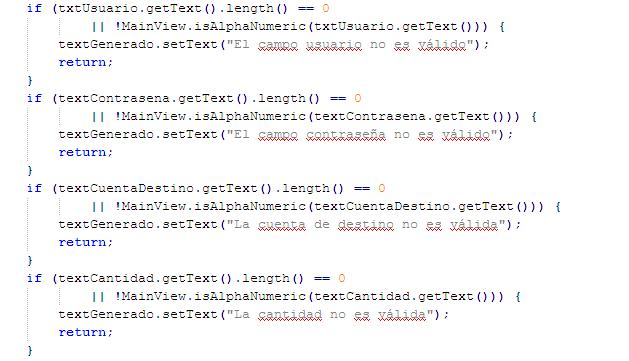 if (txtUsuario.getText().length() == 0
|| !MainView.isAlphaNumeric(txtUsuario.getText())) {
textGenerado.setText("El campo usuario no es válido");
return;
}
if (textContrasena.getText().length() == 0
|| !MainView.isAlphaNumeric(textContrasena.getText())) {
textGenerado.setText("El campo contraseña no es válido");
return;
}
if (textCuentaDestino.getText().length() == 0
|| !MainView.isAlphaNumeric(textCuentaDestino.getText())) {
textGenerado.setText("La cuenta de destino no es válida");
return;
}
if (textCantidad.getText().length() == 0
|| !MainView.isAlphaNumeric(textCantidad.getText())) {
textGenerado.setText("La cantidad no es válida");
return;
}